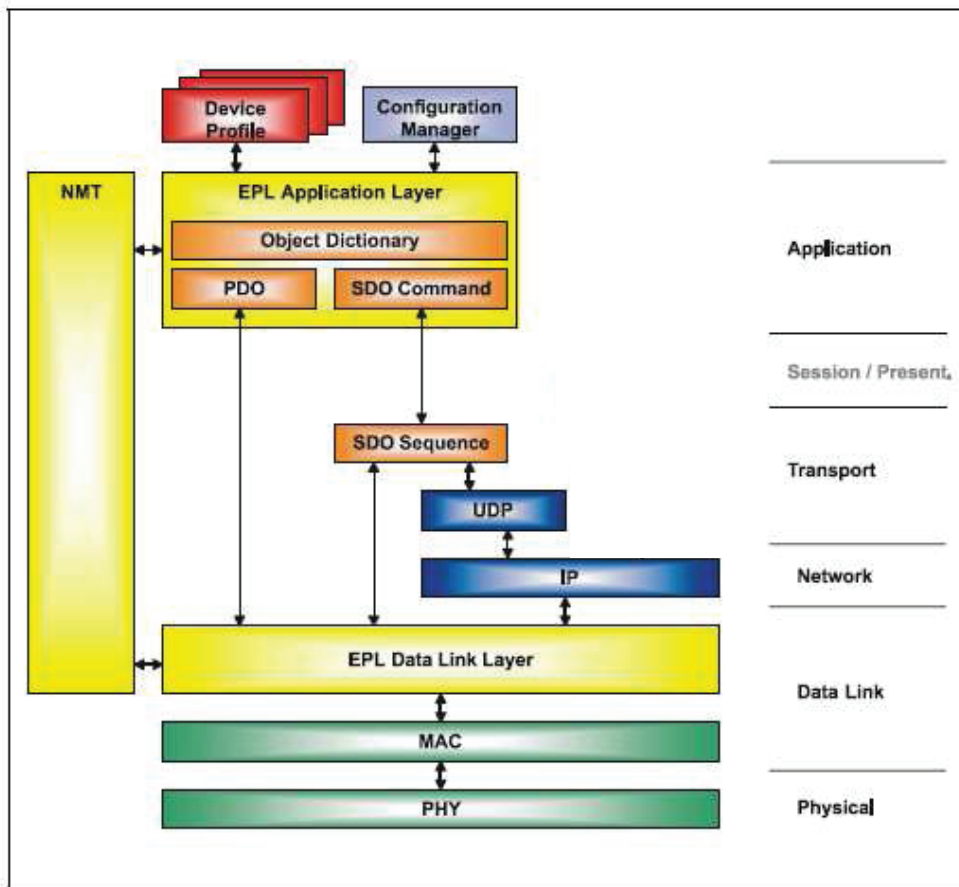 Device
Profile
Configuration
Manager
NMT
EPL Application Layer
Object Dictionary
PDO
SDO Command
Application
Session / Present.
SDO Sequence
Transport
UDP
IP
Network
EPL Data Link Layer
Data Link
MAC
PHY
Physical